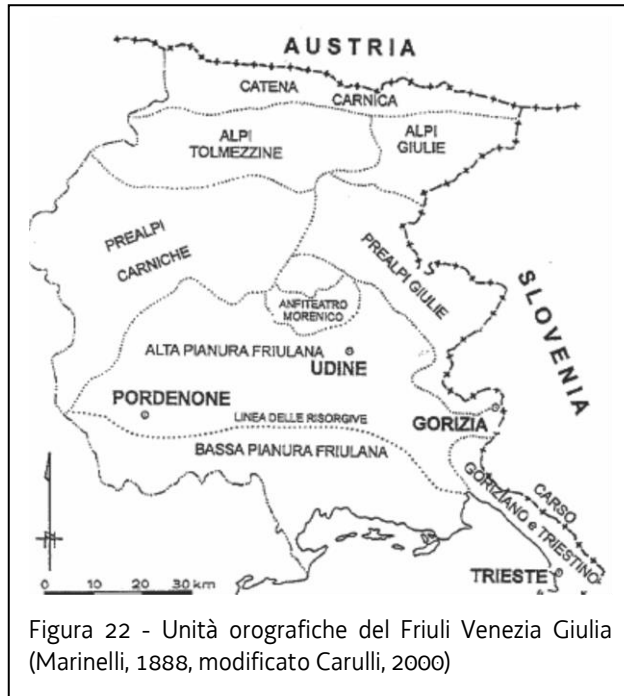 AUSTRIA
CATENA
CARNICA
ALPI
TOLMEZZINE
ALPI
GIULIE
PREALPI
CARNICHE
PREALPI GIULIE
SLOVENIA
ANFITEATRO
MORENICO
ALTA PIANURA FRIULANA
UDINE
PORDENONE
LINEA DELLE RISORGIVE
GORIZIA
BASSA PIANURA FRIULANA
CARSO
GORIZIANO e TRIESTINO
TRIESTE
N
0 10 20 30 km
Figura 22 - Unità orografiche del Friuli Venezia Giulia
(Marinelli, 1888, modificato Carulli, 2000)